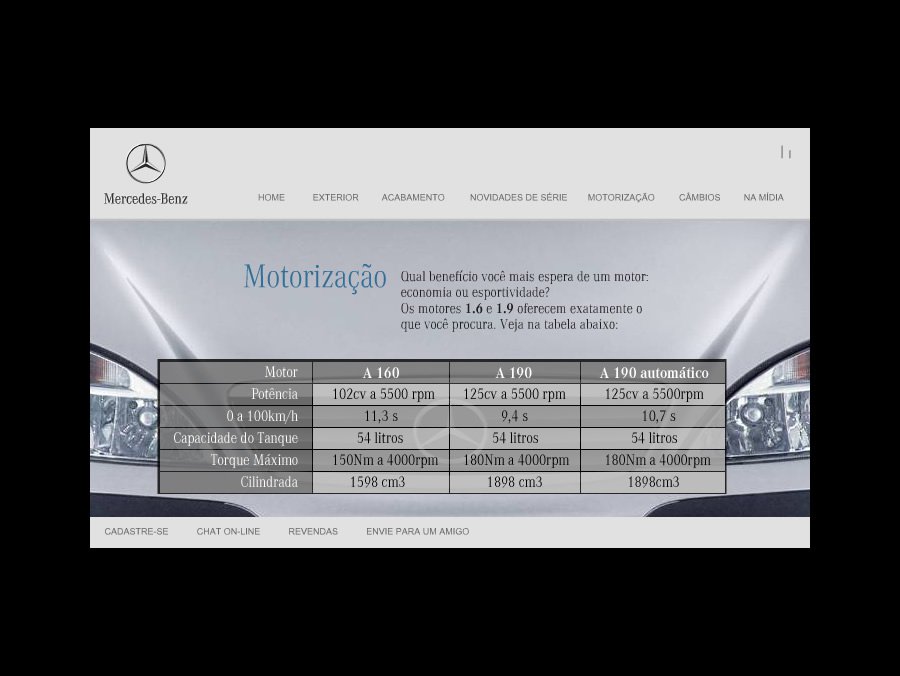 Mercedes-Benz
HOME EXTERIOR ACABAMENTO NOVIDADES DE SÉRIE MOTORIZAÇÃO CÂMBIOS NA MÍDIA
Motorização
Qual benefício você mais espera de um motor:
economia ou esportividade?
Os motores 1.6 e 1.9 oferecem exatamente o
que você procura. Veja na tabela abaixo:
Motor A 160 A 190 A 190 automático
Potência 102cv a 5500 rpm 125cv a 5500 rpm 125cv a 5500rpm
0 a 100km/h 11,3 s 9,4 s 10,7 s
Capacidade do Tanque 54 litros 54 litros 54 litros
Torque Máximo 150Nm a 4000rpm 180Nm a 4000rpm 180Nm a 4000rpm
Cilindrada 1598 cm3 1898 cm3 1898cm3
CADASTRE-SE CHAT ON-LINE REVENDAS ENVIE PARA UM AMIGO